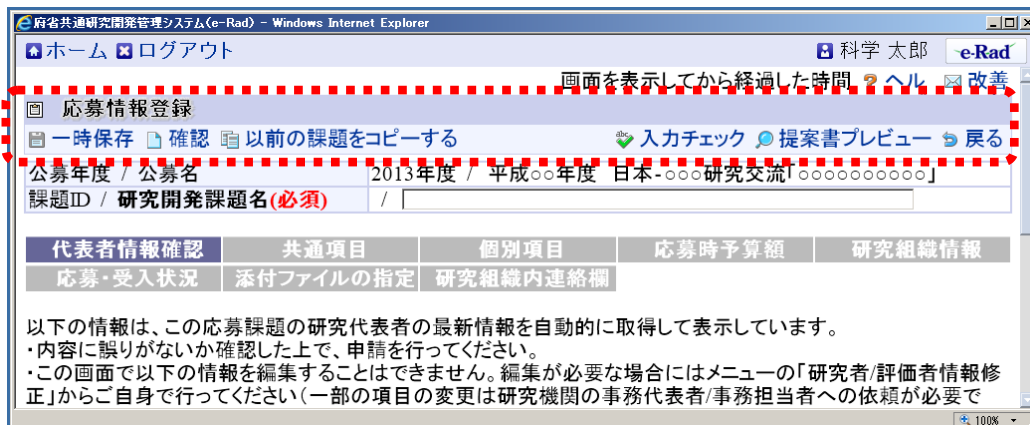 府省共通研究開発管理システム(e-Rad) - Windows Internet Explorer
ホーム ログアウト 科学 太郎 e-Rad
画面を表示してから経過した時間 ? ヘル 改善
応募情報登録
一時保存 確認 以前の課題をコピーする 入力チェック 提案書プレビュー 戻る
公募年度 / 公募名 2013年度 / 平成○○年度 日本-○○○研究交流「○○○○○○○○○○」
課題ID / 研究開発課題名(必須) /
代表者情報確認 共通項目 個別項目 応募時予算額 研究組織情報
応募・受入状況 添付ファイルの指定 研究組織内連絡欄
以下の情報は、この応募課題の研究代表者の最新情報を自動的に取得して表示しています。
・内容に誤りがないか確認した上で、申請を行ってください。
・この画面で以下の情報を編集することはできません。編集が必要な場合にはメニューの「研究者/評価者情報修
正」からご自身で行ってください(一部の項目の変更は研究機関の事務代表者/事務担当者への依頼が必要で
100%